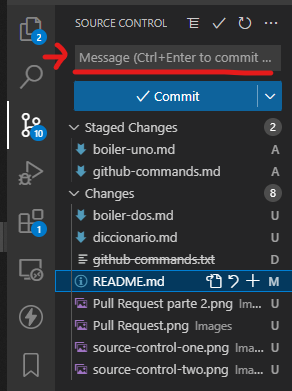 SOURCE CONTROL
2
Message (Ctrl+Enter to commit ...
Commit
10
Staged Changes 2
boiler-uno.md A
github-commands.md A
Changes 8
1
boiler-dos.md U
diccionario.md U
github commands.txt D
README.md M
Pull Request parte 2.png Im... U
Pull Request.png Images U
source-control-one.png Ima... U
source-control-two.png Ima... U